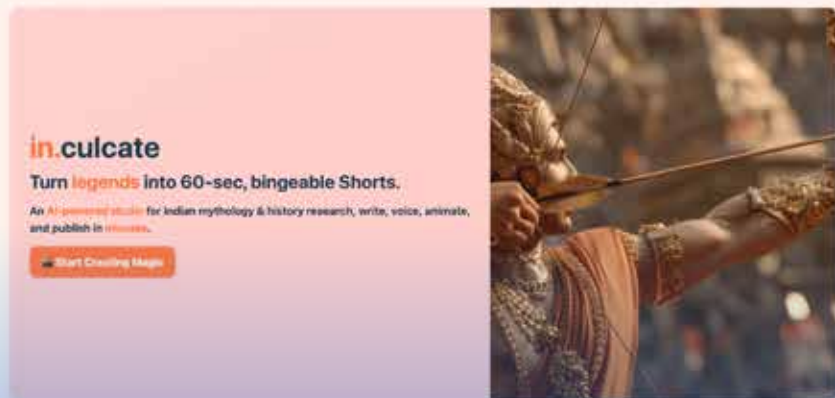 in.culcate
Turn legends into 60-sec, bingeable Shorts.
An AI-powered studio for Indian mythology & history research, write, voice, animate,
and publish in minutes.
Start Creating Magic